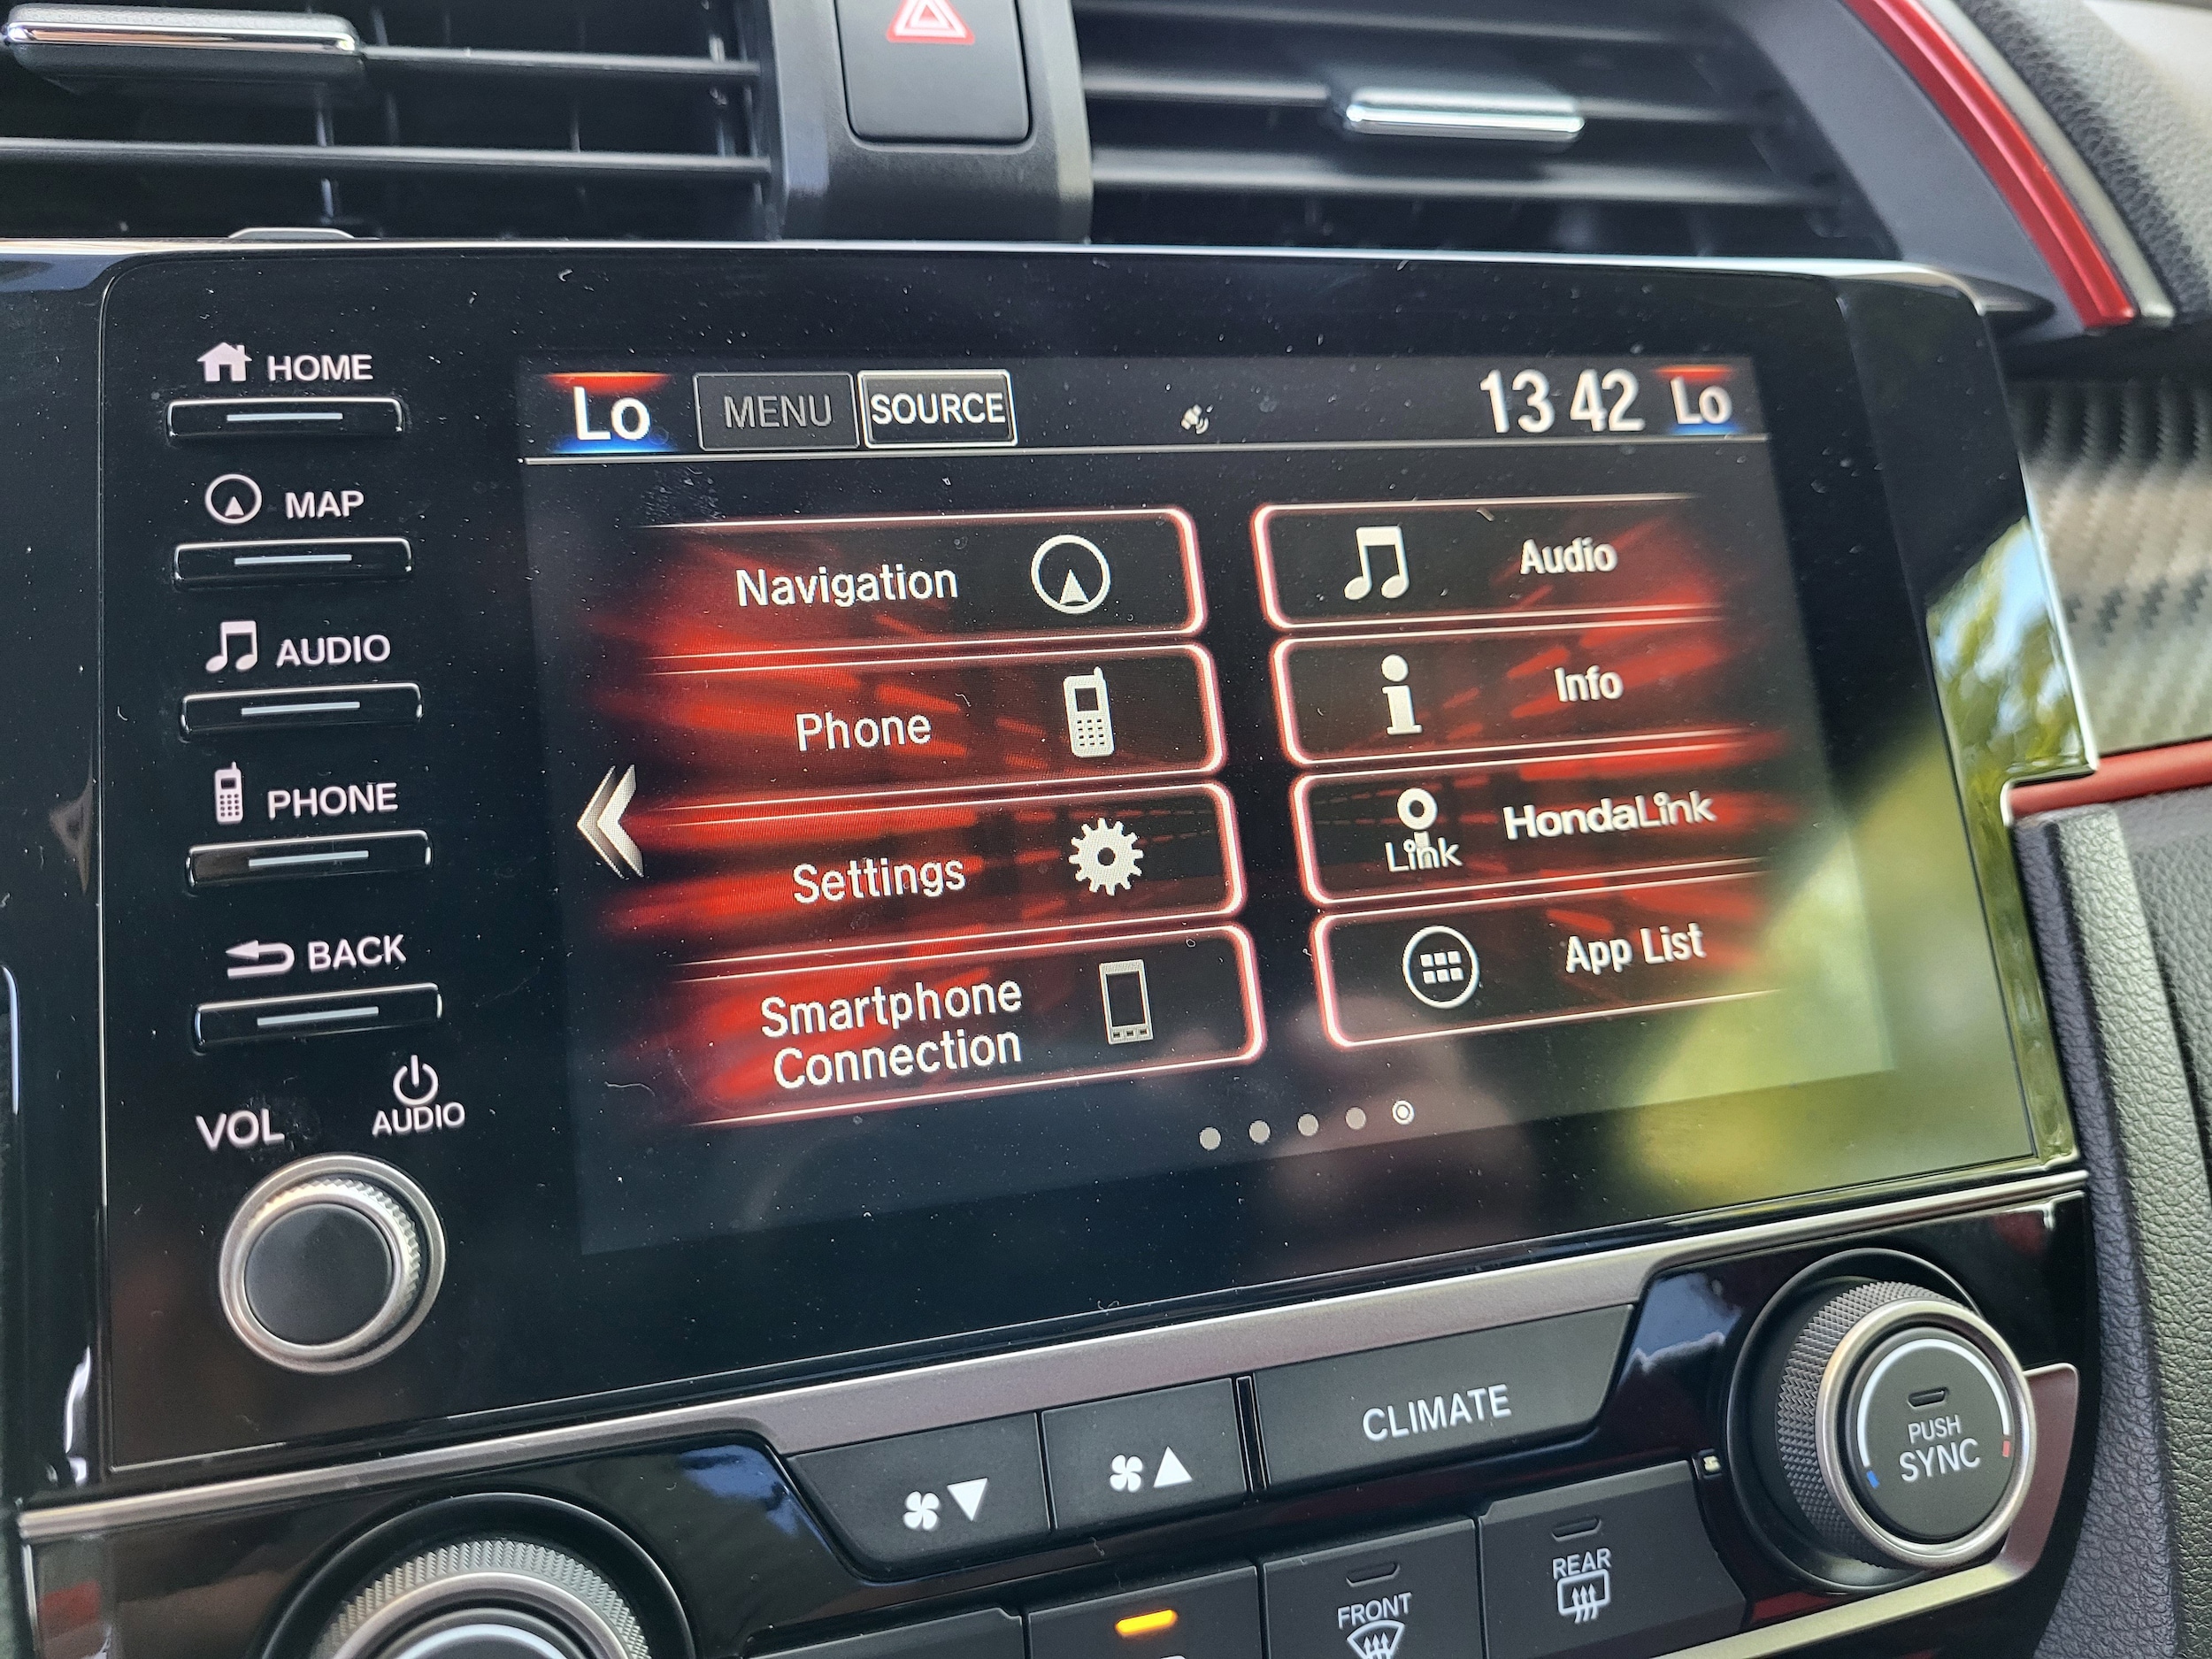 HOME
MAP
AUDIO
PHONE
BACK
VOL
AUDIO
Lo
MENU
SOURCE
13 42
Lo
Navigation
Audio
Phone
Info
Settings
Link
HondaLink
Smartphone
Connection
App List
CLIMATE
PUSH
SYNC
FRONT
REAR